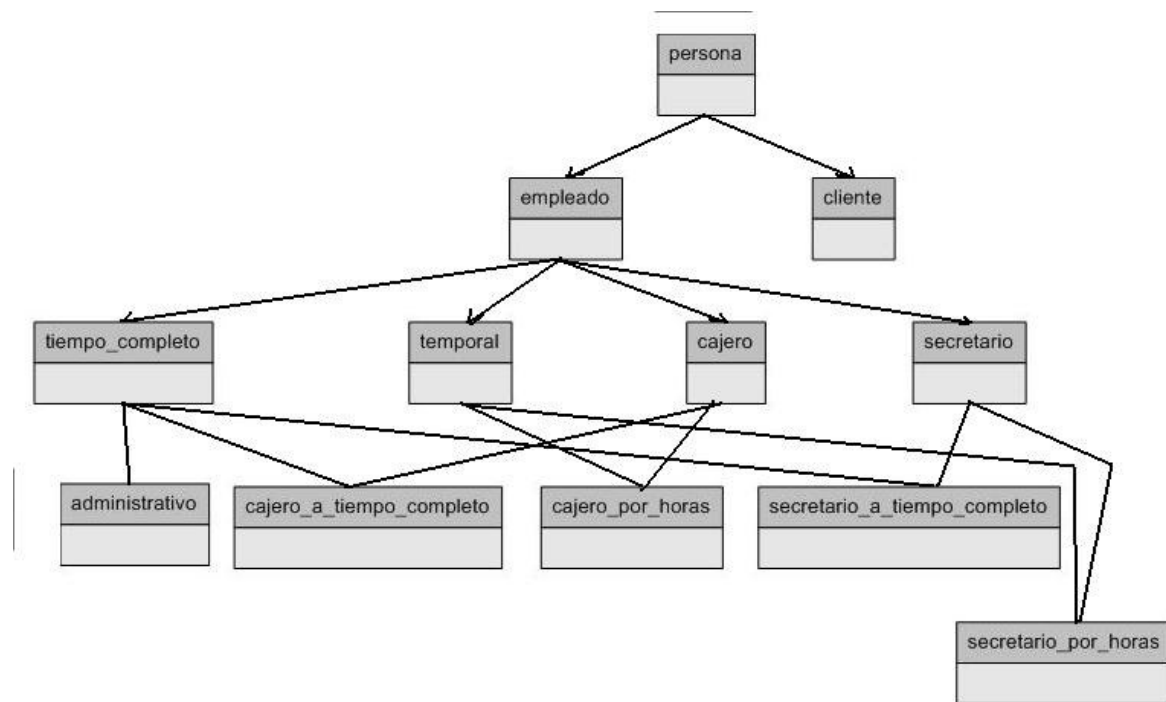 persona
empleado
cliente
tiempo_completo
temporal
cajero
secretario
administrativo
cajero_a_tiempo_completo
cajero_por_horas
secretario_a_tiempo_completo
secretario_por_horas